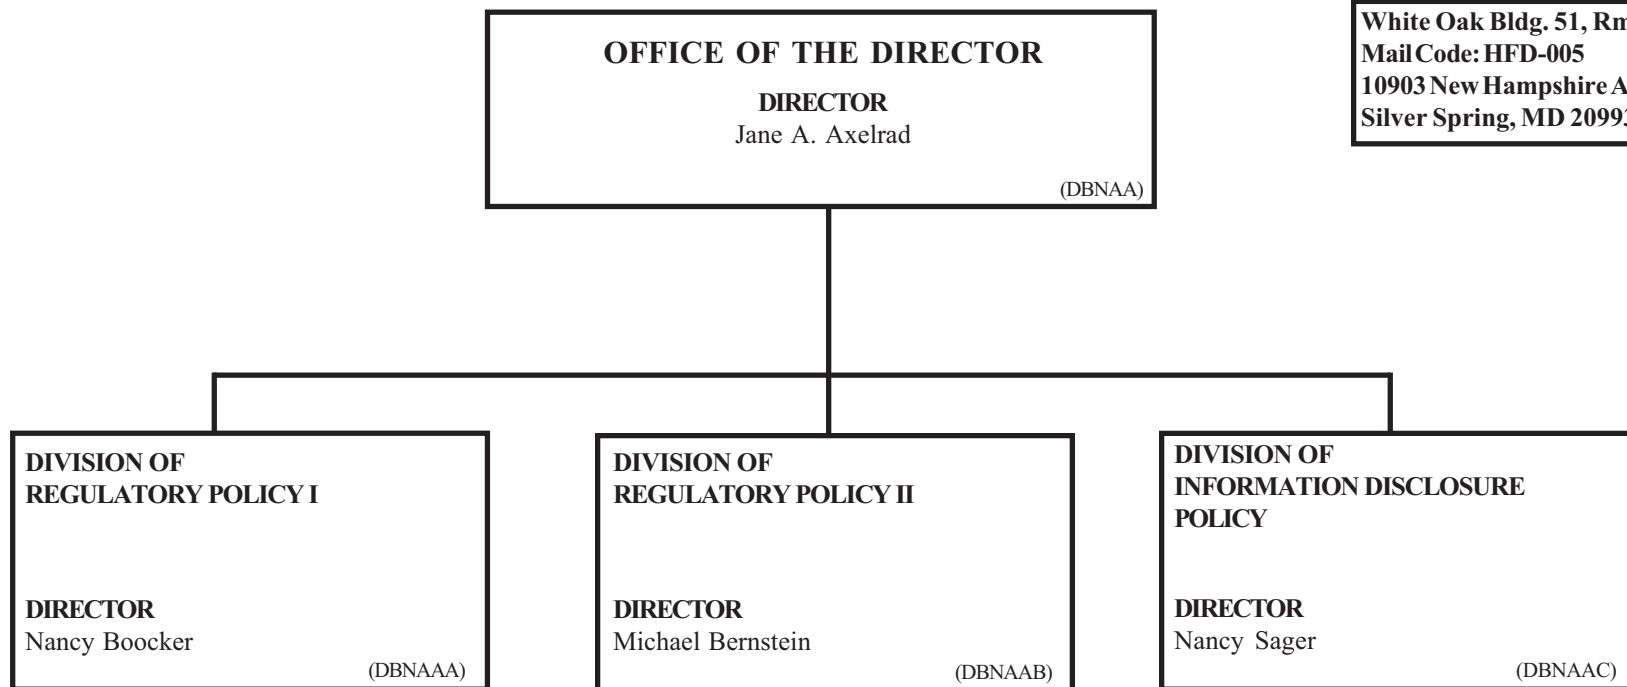 OFFICE OF THE DIRECTOR
DIRECTOR
Jane A. Axelrad
(DBNAA)
White Oak Bldg. 51, Rm
Mail Code: HFD-005
10903 New Hampshire A
Silver Spring, MD 20993
DIVISION OF
REGULATORY POLICY I
DIRECTOR
Nancy Boocker
(DBNAAA)
DIVISION OF
REGULATORY POLICY II
DIRECTOR
Michael Bernstein
(DBNAAB)
DIVISION OF
INFORMATION DISCLOSURE
POLICY
DIRECTOR
Nancy Sager
(DBNAAC)